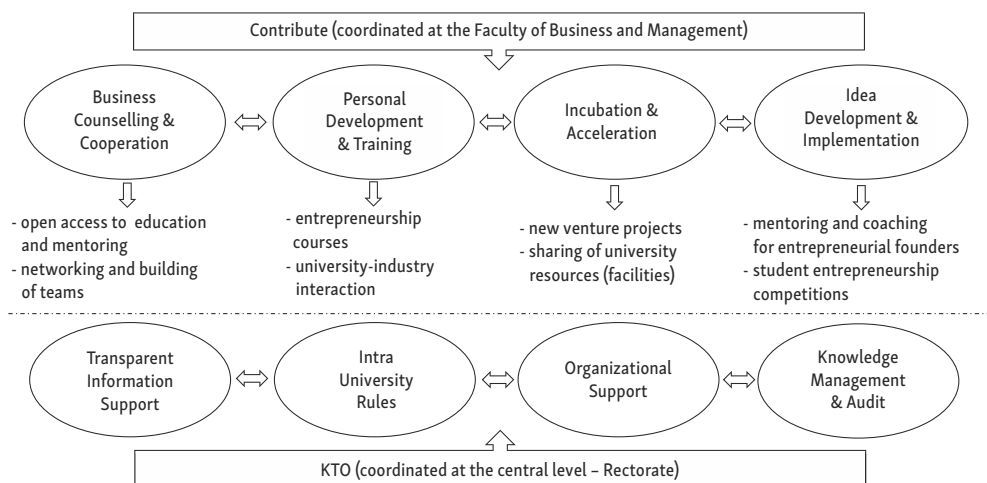 Contribute (coordinated at the Faculty of Business and Management)
Business
Counselling &
Cooperation
Personal
Development
& Training
Incubation &
Acceleration
Idea
Development &
Implementation
- open access to education
and mentoring
- networking and building
of teams
- entrepreneurship
courses
- university-industry
interaction
- new venture projects
- sharing of university
resources (facilities)
- mentoring and coaching
for entrepreneurial founders
- student entrepreneurship
competitions
Transparent
Information
Support
Intra
University
Rules
Organizational
Support
Knowledge
Management
& Audit
KTO (coordinated at the central level – Rectorate)